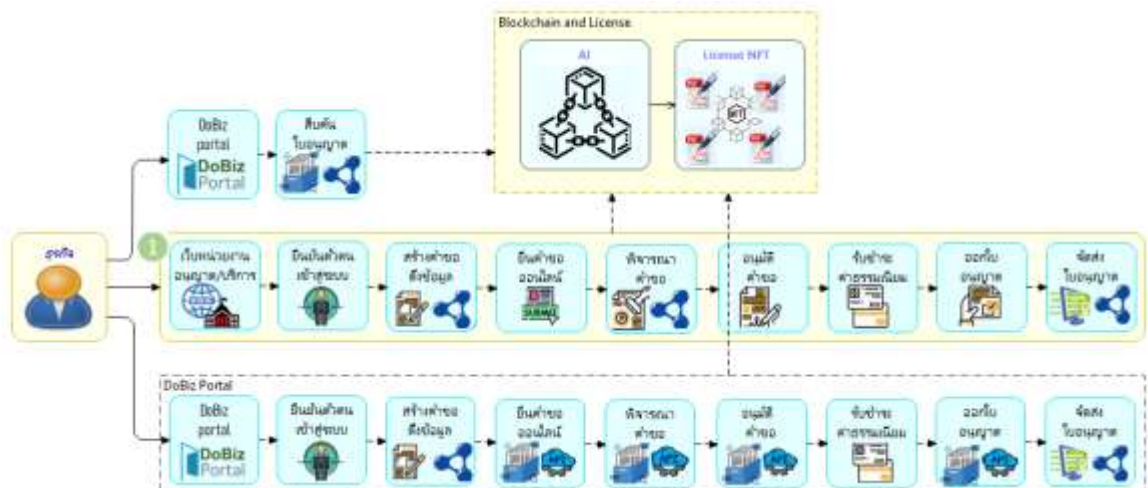 Blockchain and License
AI
License NFT
DoBiz
portal
DoBiz
Portal
สืบค้น
ใบอนุญาต
ธุรกิจ
1
เว็บหน่วยงาน
อนุญาต/บริการ
ยืนยันตัวตน
เข้าสู่ระบบ
สร้างคำขอ
ดึงข้อมูล
ยื่นคำขอ
ออนไลน์
SUBMIT
พิจารณา
คำขอ
อนุมัติ
คำขอ
รับชำระ
ค่าธรรมเนียม
ออกใบ
อนุญาต
จัดส่ง
ใบอนุญาต
DoBiz Portal
DoBiz
portal
DoBiz
Portal
ยืนยันตัวตน
เข้าสู่ระบบ
สร้างคำขอ
ดึงข้อมูล
ยื่นคำขอ
ออนไลน์
พิจารณา
คำขอ
อนุมัติ
คำขอ
รับชำระ
ค่าธรรมเนียม
ออกใบ
อนุญาต
จัดส่ง
ใบอนุญาต